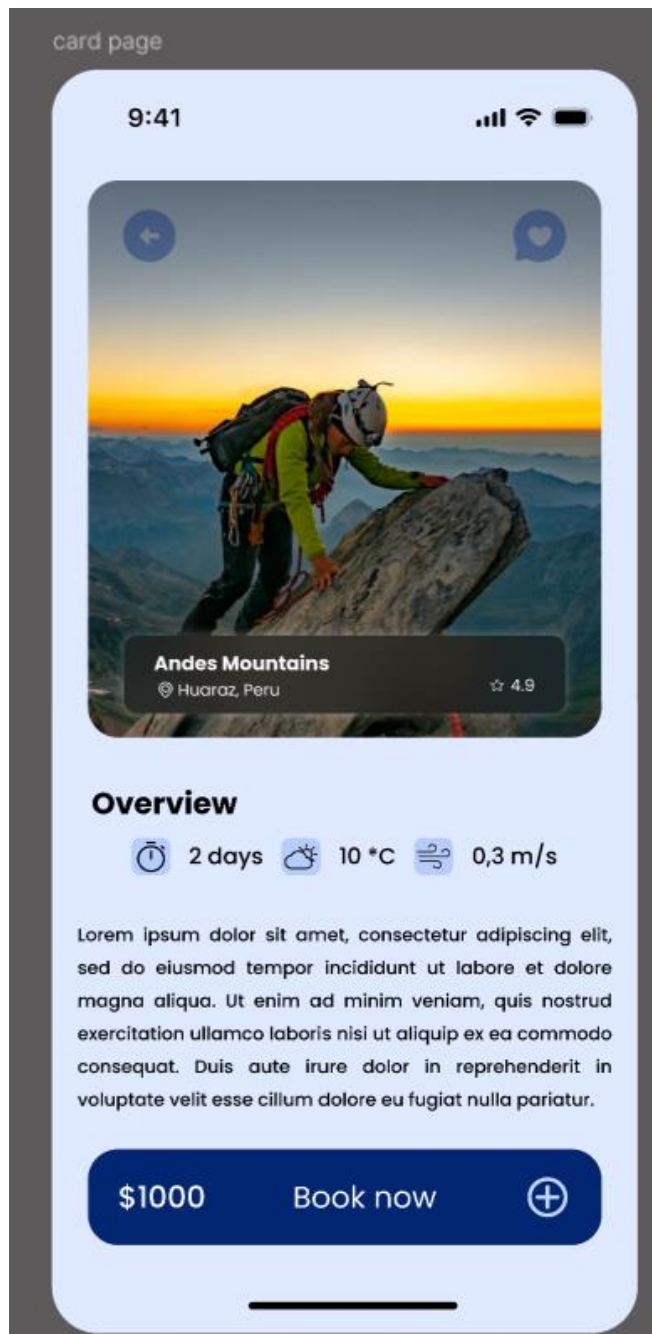 card page
9:41
Andes Mountains
Huaraz, Peru
4.9
Overview
2 days 10 *C 0,3 m/s
Lorem ipsum dolor sit amet, consectetur adipiscing elit,
sed do eiusmod tempor incididunt ut labore et dolore
magna aliqua. Ut enim ad minim veniam, quis nostrud
exercitation ullamco laboris nisi ut aliquip ex ea commodo
consequat. Duis aute irure dolor in reprehenderit in
voluptate velit esse cillum dolore eu fugiat nulla pariatur.
$1000 Book now